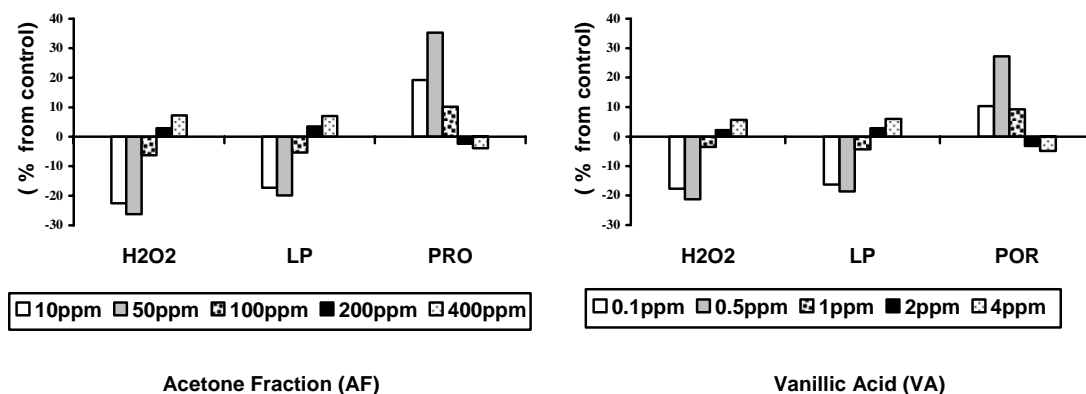 ( % from control)
40
30
20
10
0
-10
-20
-30
H2O2 LP PRO
10ppm 50ppm 100ppm 200ppm 400ppm
Acetone Fraction (AF)
( % from control)
40
30
20
10
0
-10
-20
-30
H2O2 LP POR
0.1ppm 0.5ppm 1ppm 2ppm 4ppm
Vanillic Acid (VA)